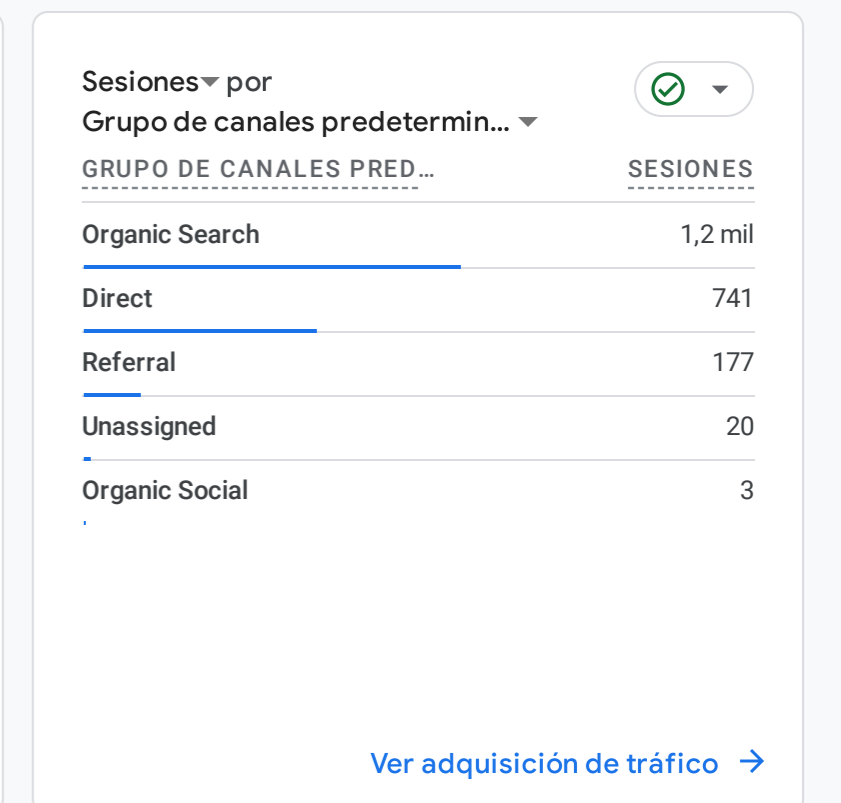 Sesiones por
Grupo de canales predetermin...
GRUPO DE CANALES PRED... SESIONES
Organic Search 1,2 mil
Direct 741
Referral 177
Unassigned 20
Organic Social 3
Ver adquisición de tráfico